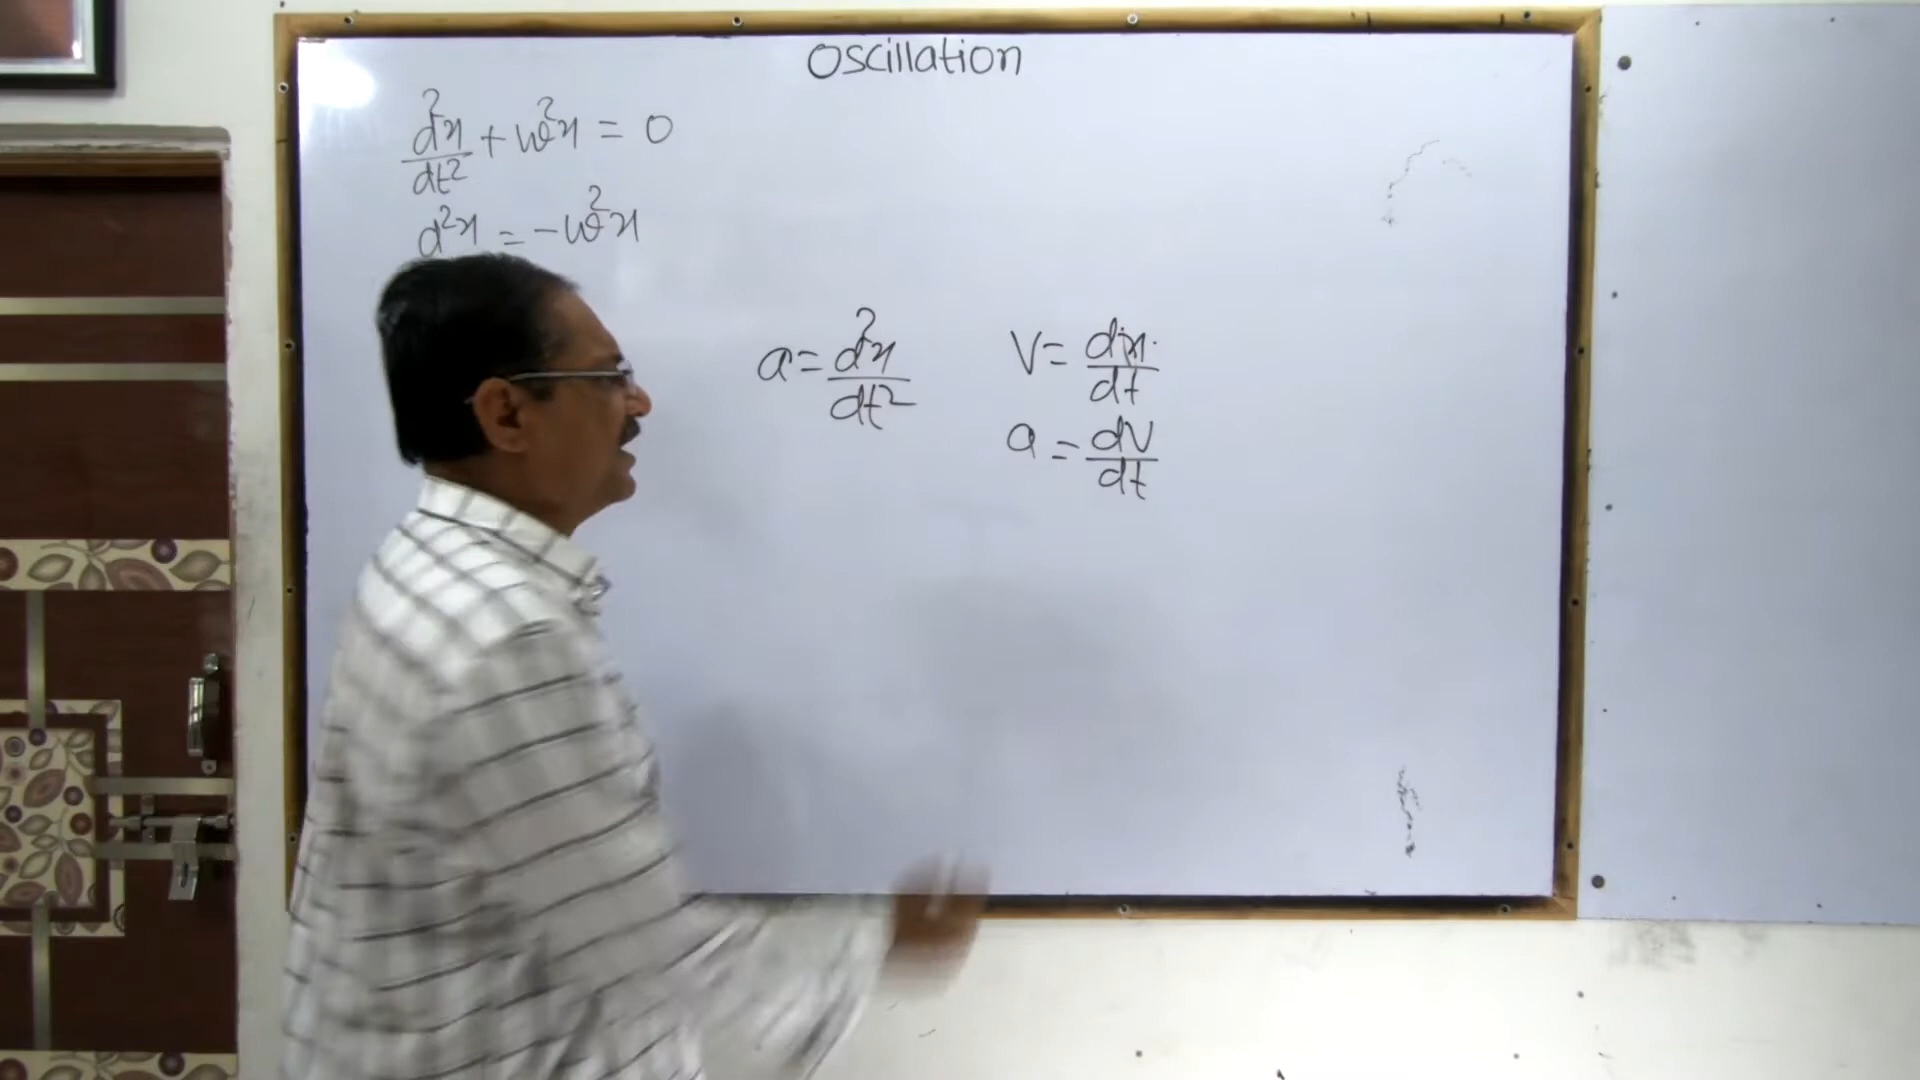 Oscillation
d²x/dt² + ω²x = 0
d²x = -ω²x
a = d²x/dt²
v = dx/dt
a = dv/dt